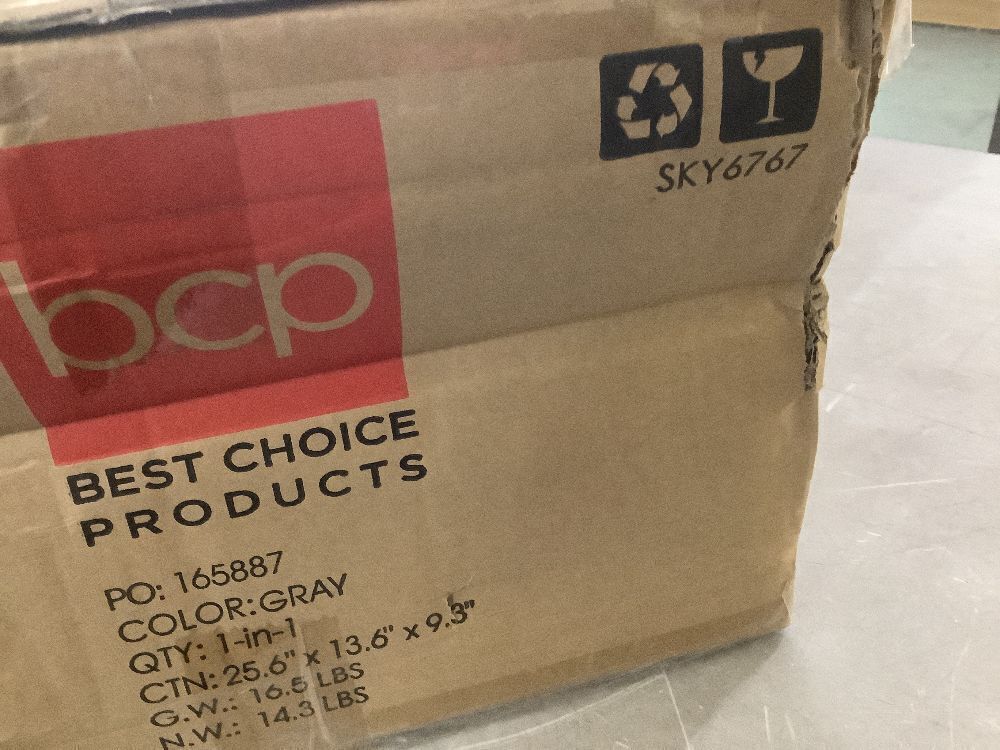 SKY6767
bcp
BEST CHOICE
PRODUCTS
PO: 165887
COLOR:GRAY
QTY: 1-in-1
CTN: 25.6" x 13.6" x 9.3"
G.W.: 16.5 LBS
N.W.: 14.3 LBS